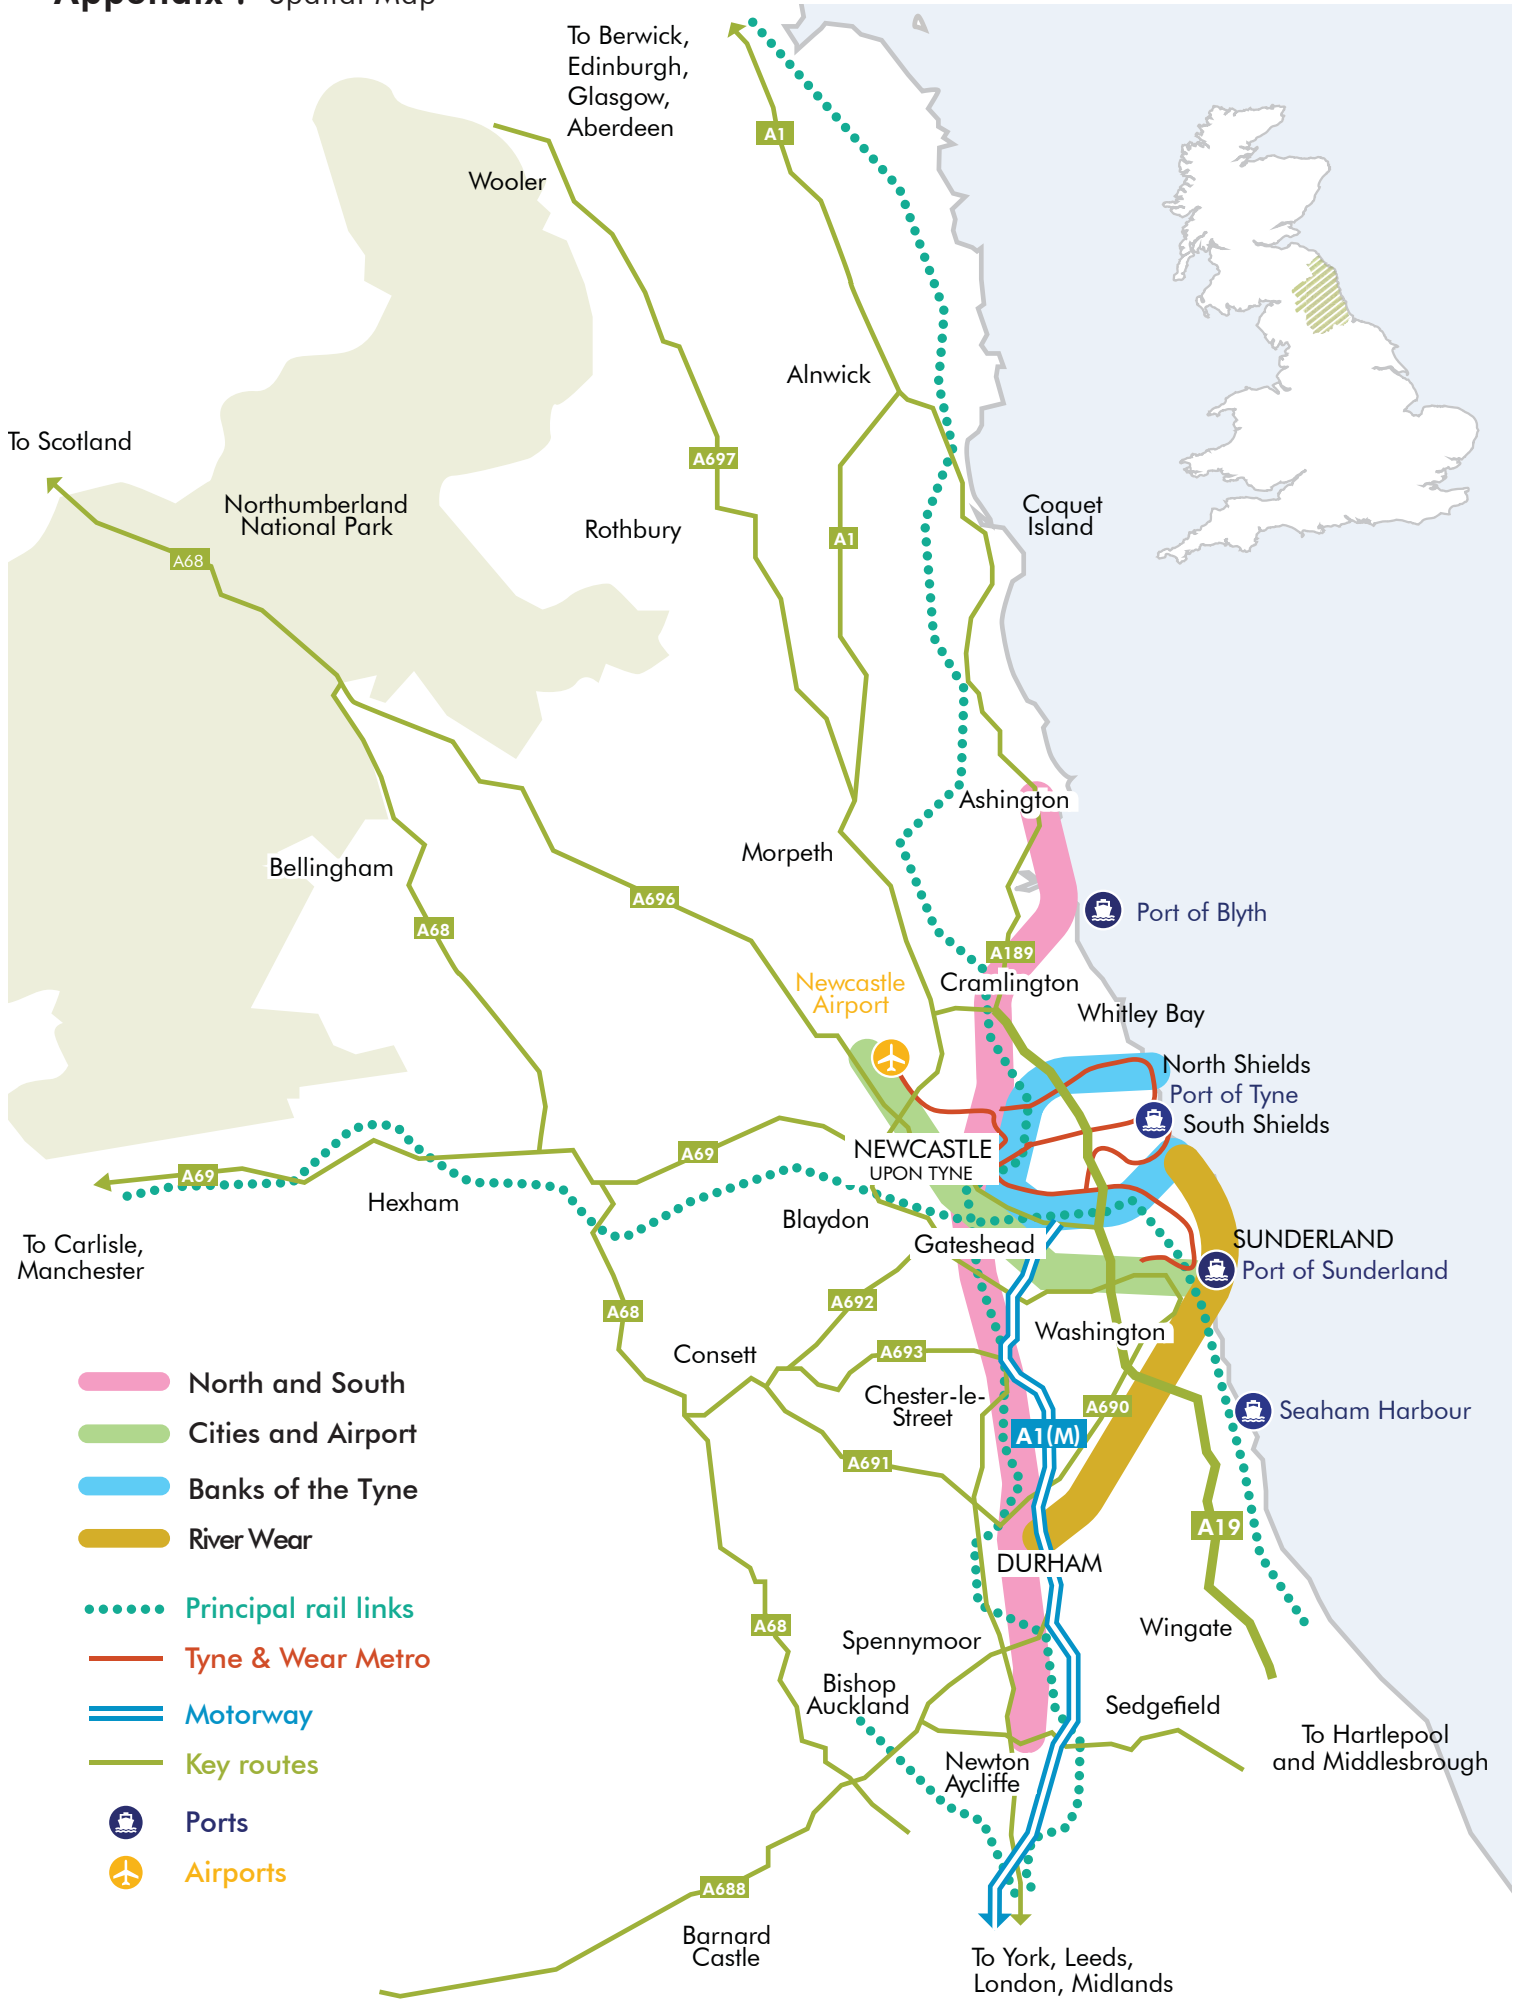 Appendix
Spatial Map
To Berwick,
Edinburgh,
Glasgow,
Aberdeen
A1
Wooler
Alnwick
To Scotland
A697
Northumberland
National Park
Rothbury
A1
Coquet
Island
A68
Ashington
Morpeth
Bellingham
A696
A68
Port of Blyth
A189
Newcastle
Airport
Cramlington
Whitley Bay
North Shields
Port of Tyne
South Shields
NEWCASTLE
UPON TYNE
A69
A69
Hexham
Blaydon
To Carlisle,
Manchester
Gateshead
SUNDERLAND
Port of Sunderland
A692
A68
Washington
Consett
A693
Chester-le-
Street
A690
Seaham Harbour
A1(M)
A691
A19
DURHAM
North and South
Cities and Airport
Banks of the Tyne
River Wear
Principal rail links
Tyne & Wear Metro
Motorway
Key routes
Ports
Airports
A68
Spennymoor
Wingate
Bishop
Auckland
Sedgefield
To Hartlepool
and Middlesbrough
Newton
Aycliffe
A688
Barnard
Castle
To York, Leeds,
London, Midlands